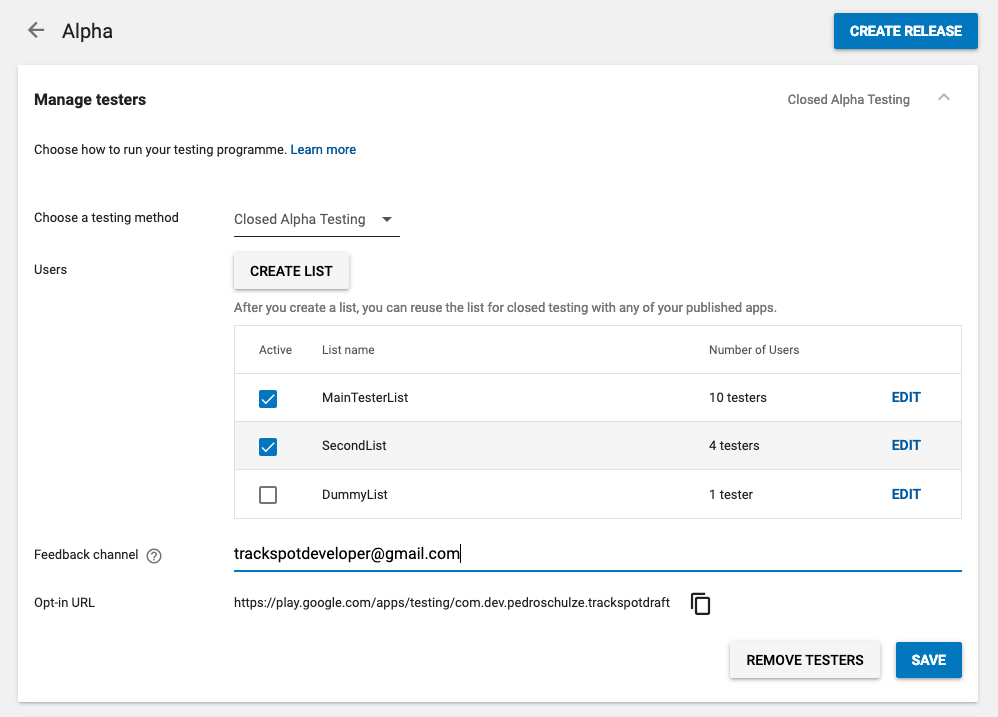 Alpha
CREATE RELEASE
Manage testers
Closed Alpha Testing
Choose how to run your testing programme. Learn more
Choose a testing method
Closed Alpha Testing
Users
CREATE LIST
After you create a list, you can reuse the list for closed testing with any of your published apps.
Active List name Number of Users
MainTesterList 10 testers EDIT
SecondList 4 testers EDIT
DummyList 1 tester EDIT
Feedback channel ? trackspotdeveloper@gmail.com
Opt-in URL https://play.google.com/apps/testing/com.dev.pedroschulze.trackspotdraft
REMOVE TESTERS SAVE